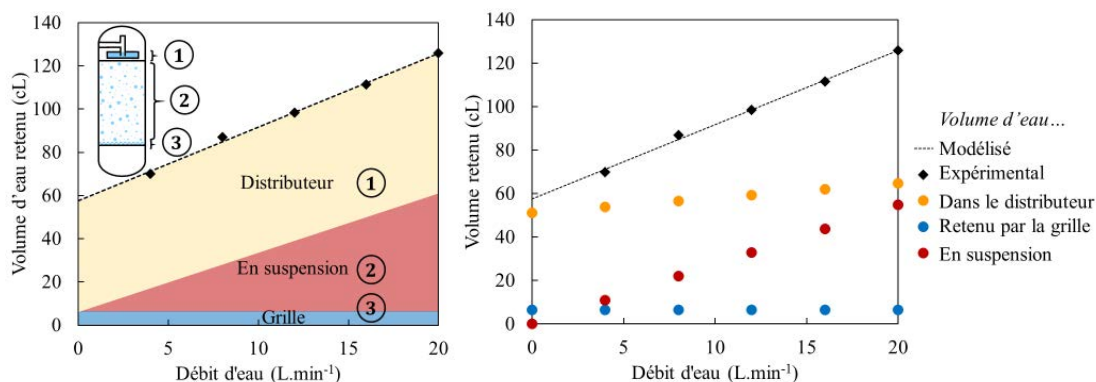 140
120
100
80
60
40
20
0
Volume d'eau retenu (cL)
1
2
3
Distributeur 1
En suspension 2
Grille 3
0 5 10 15 20
Débit d'eau (L.min-1)
140
120
100
80
60
40
20
0
Volume retenu (cL)
0 5 10 15 20
Débit d'eau (L.min-1)
Volume d'eau…
Modélisé
Expérimental
Dans le distributeur
Retenu par la grille
En suspension